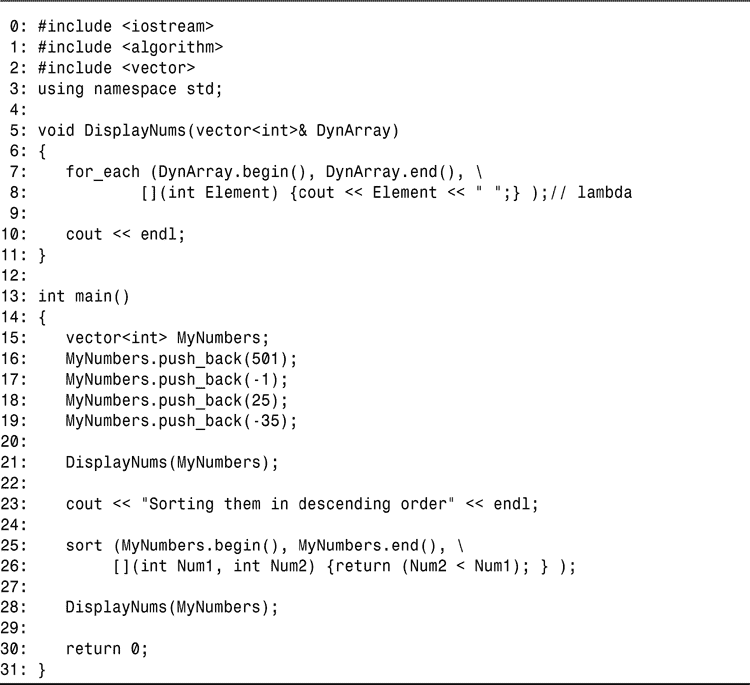 0: #include <iostream>
1: #include <algorithm>
2: #include <vector>
3: using namespace std;
4:
5: void DisplayNums(vector<int>& DynArray)
6: {
7:    for_each (DynArray.begin(), DynArray.end(), \
8:            [](int Element) {cout << Element << " ";} );// lambda
9:
10:    cout << endl;
11: }
12:
13: int main()
14: {
15:    vector<int> MyNumbers;
16:    MyNumbers.push_back(501);
17:    MyNumbers.push_back(-1);
18:    MyNumbers.push_back(25);
19:    MyNumbers.push_back(-35);
20:
21:    DisplayNums(MyNumbers);
22:
23:    cout << "Sorting them in descending order" << endl;
24:
25:    sort (MyNumbers.begin(), MyNumbers.end(), \
26:         [](int Num1, int Num2) {return (Num2 < Num1); } );
27:
28:    DisplayNums(MyNumbers);
29:
30:    return 0;
31: }